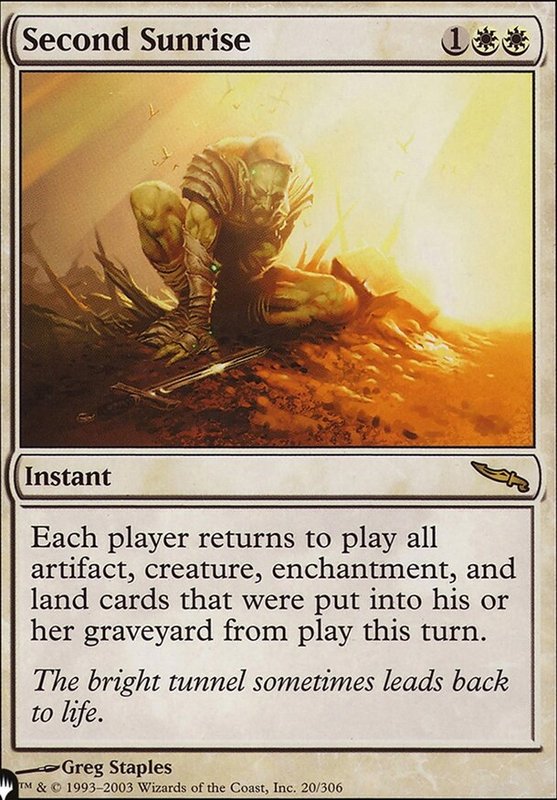 Second Sunrise 1
Instant
Each player returns to play all
artifact, creature, enchantment, and
land cards that were put into his or
her graveyard from play this turn.
The bright tunnel sometimes leads back
to life.
Greg Staples
™ & © 1993–2003 Wizards of the Coast, Inc. 20/306